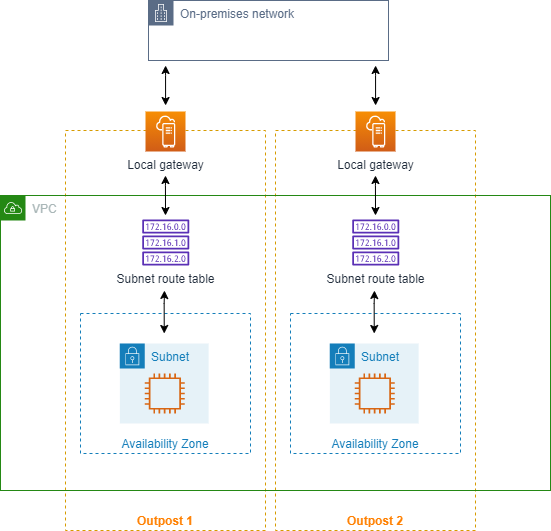 On-premises network
Local gateway
Local gateway
VPC
172.16.0.0
172.16.1.0
172.16.2.0
172.16.0.0
172.16.1.0
172.16.2.0
Subnet route table
Subnet route table
Subnet
Subnet
Availability Zone
Availability Zone
Outpost 1
Outpost 2